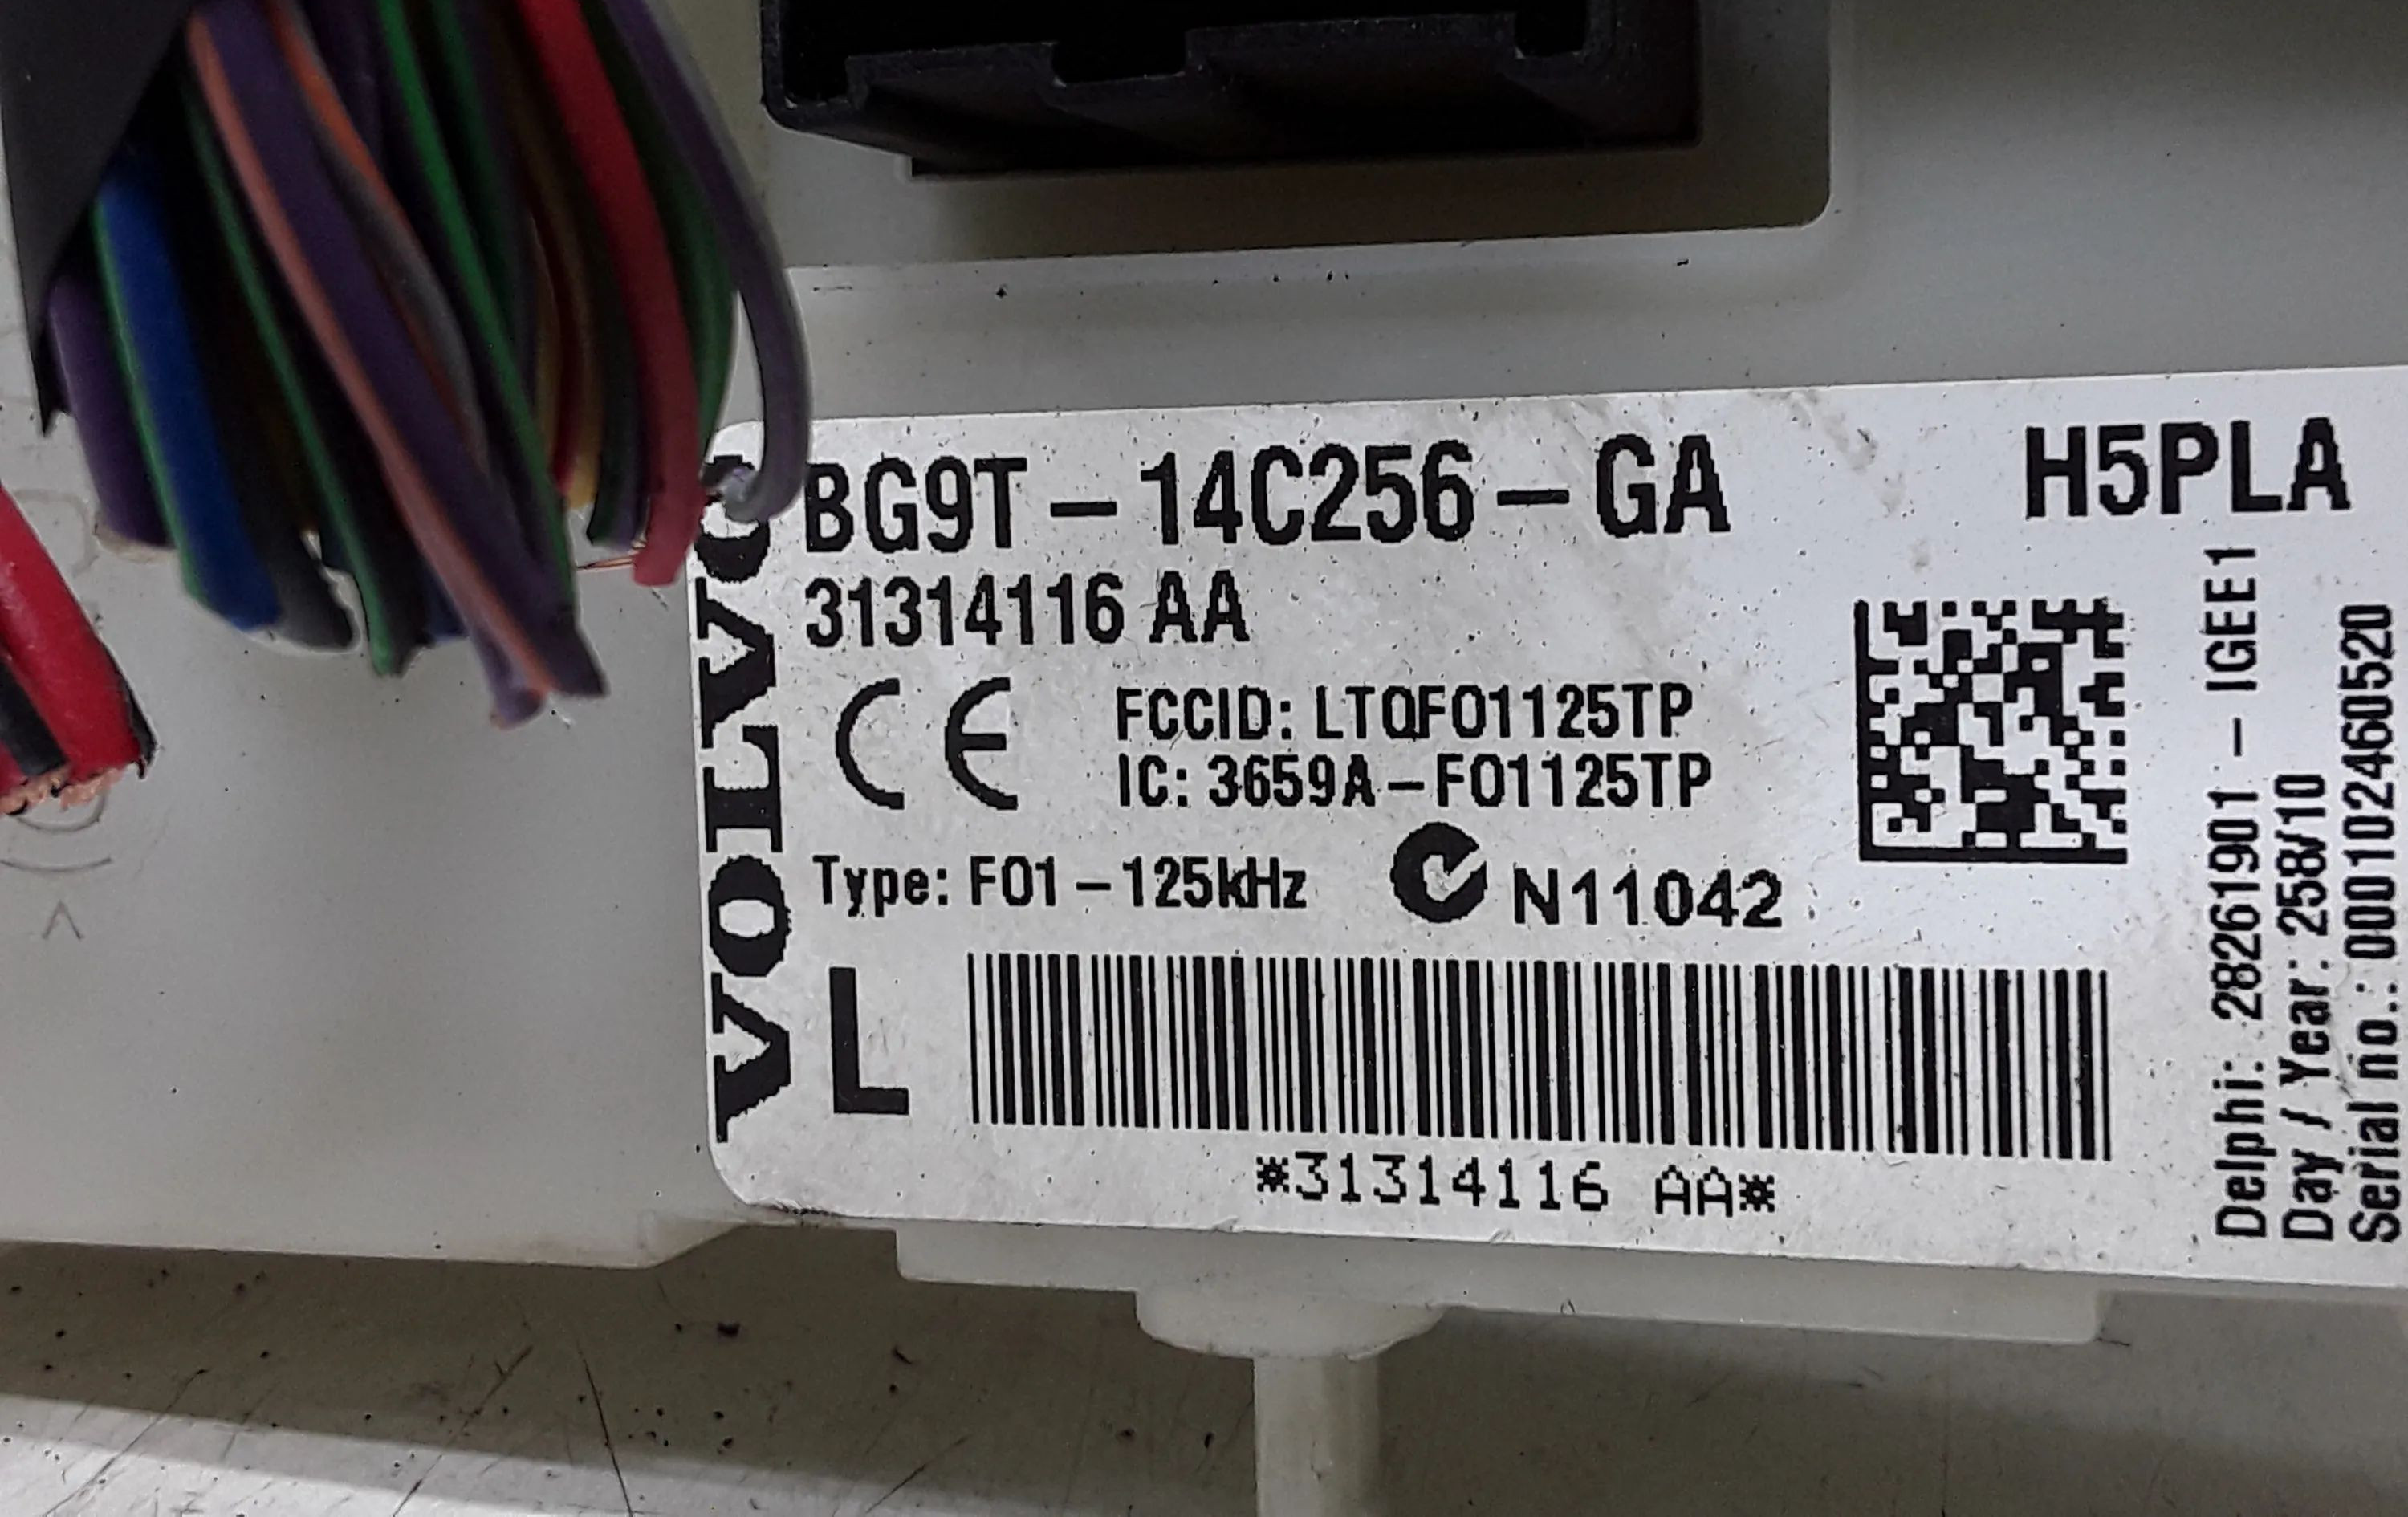 VOLVO
BG9T-14C256-GA
H5PLA
31314116 AA
CE
FCCID: LTQFO1125TP
IC: 3659A-FO1125TP
Type: FO1-125kHz
N11042
L
*31314116 AA*
Delphi: 28261901 - IGEE1
Day / Year: 258/10
Serial no.: 000102460520